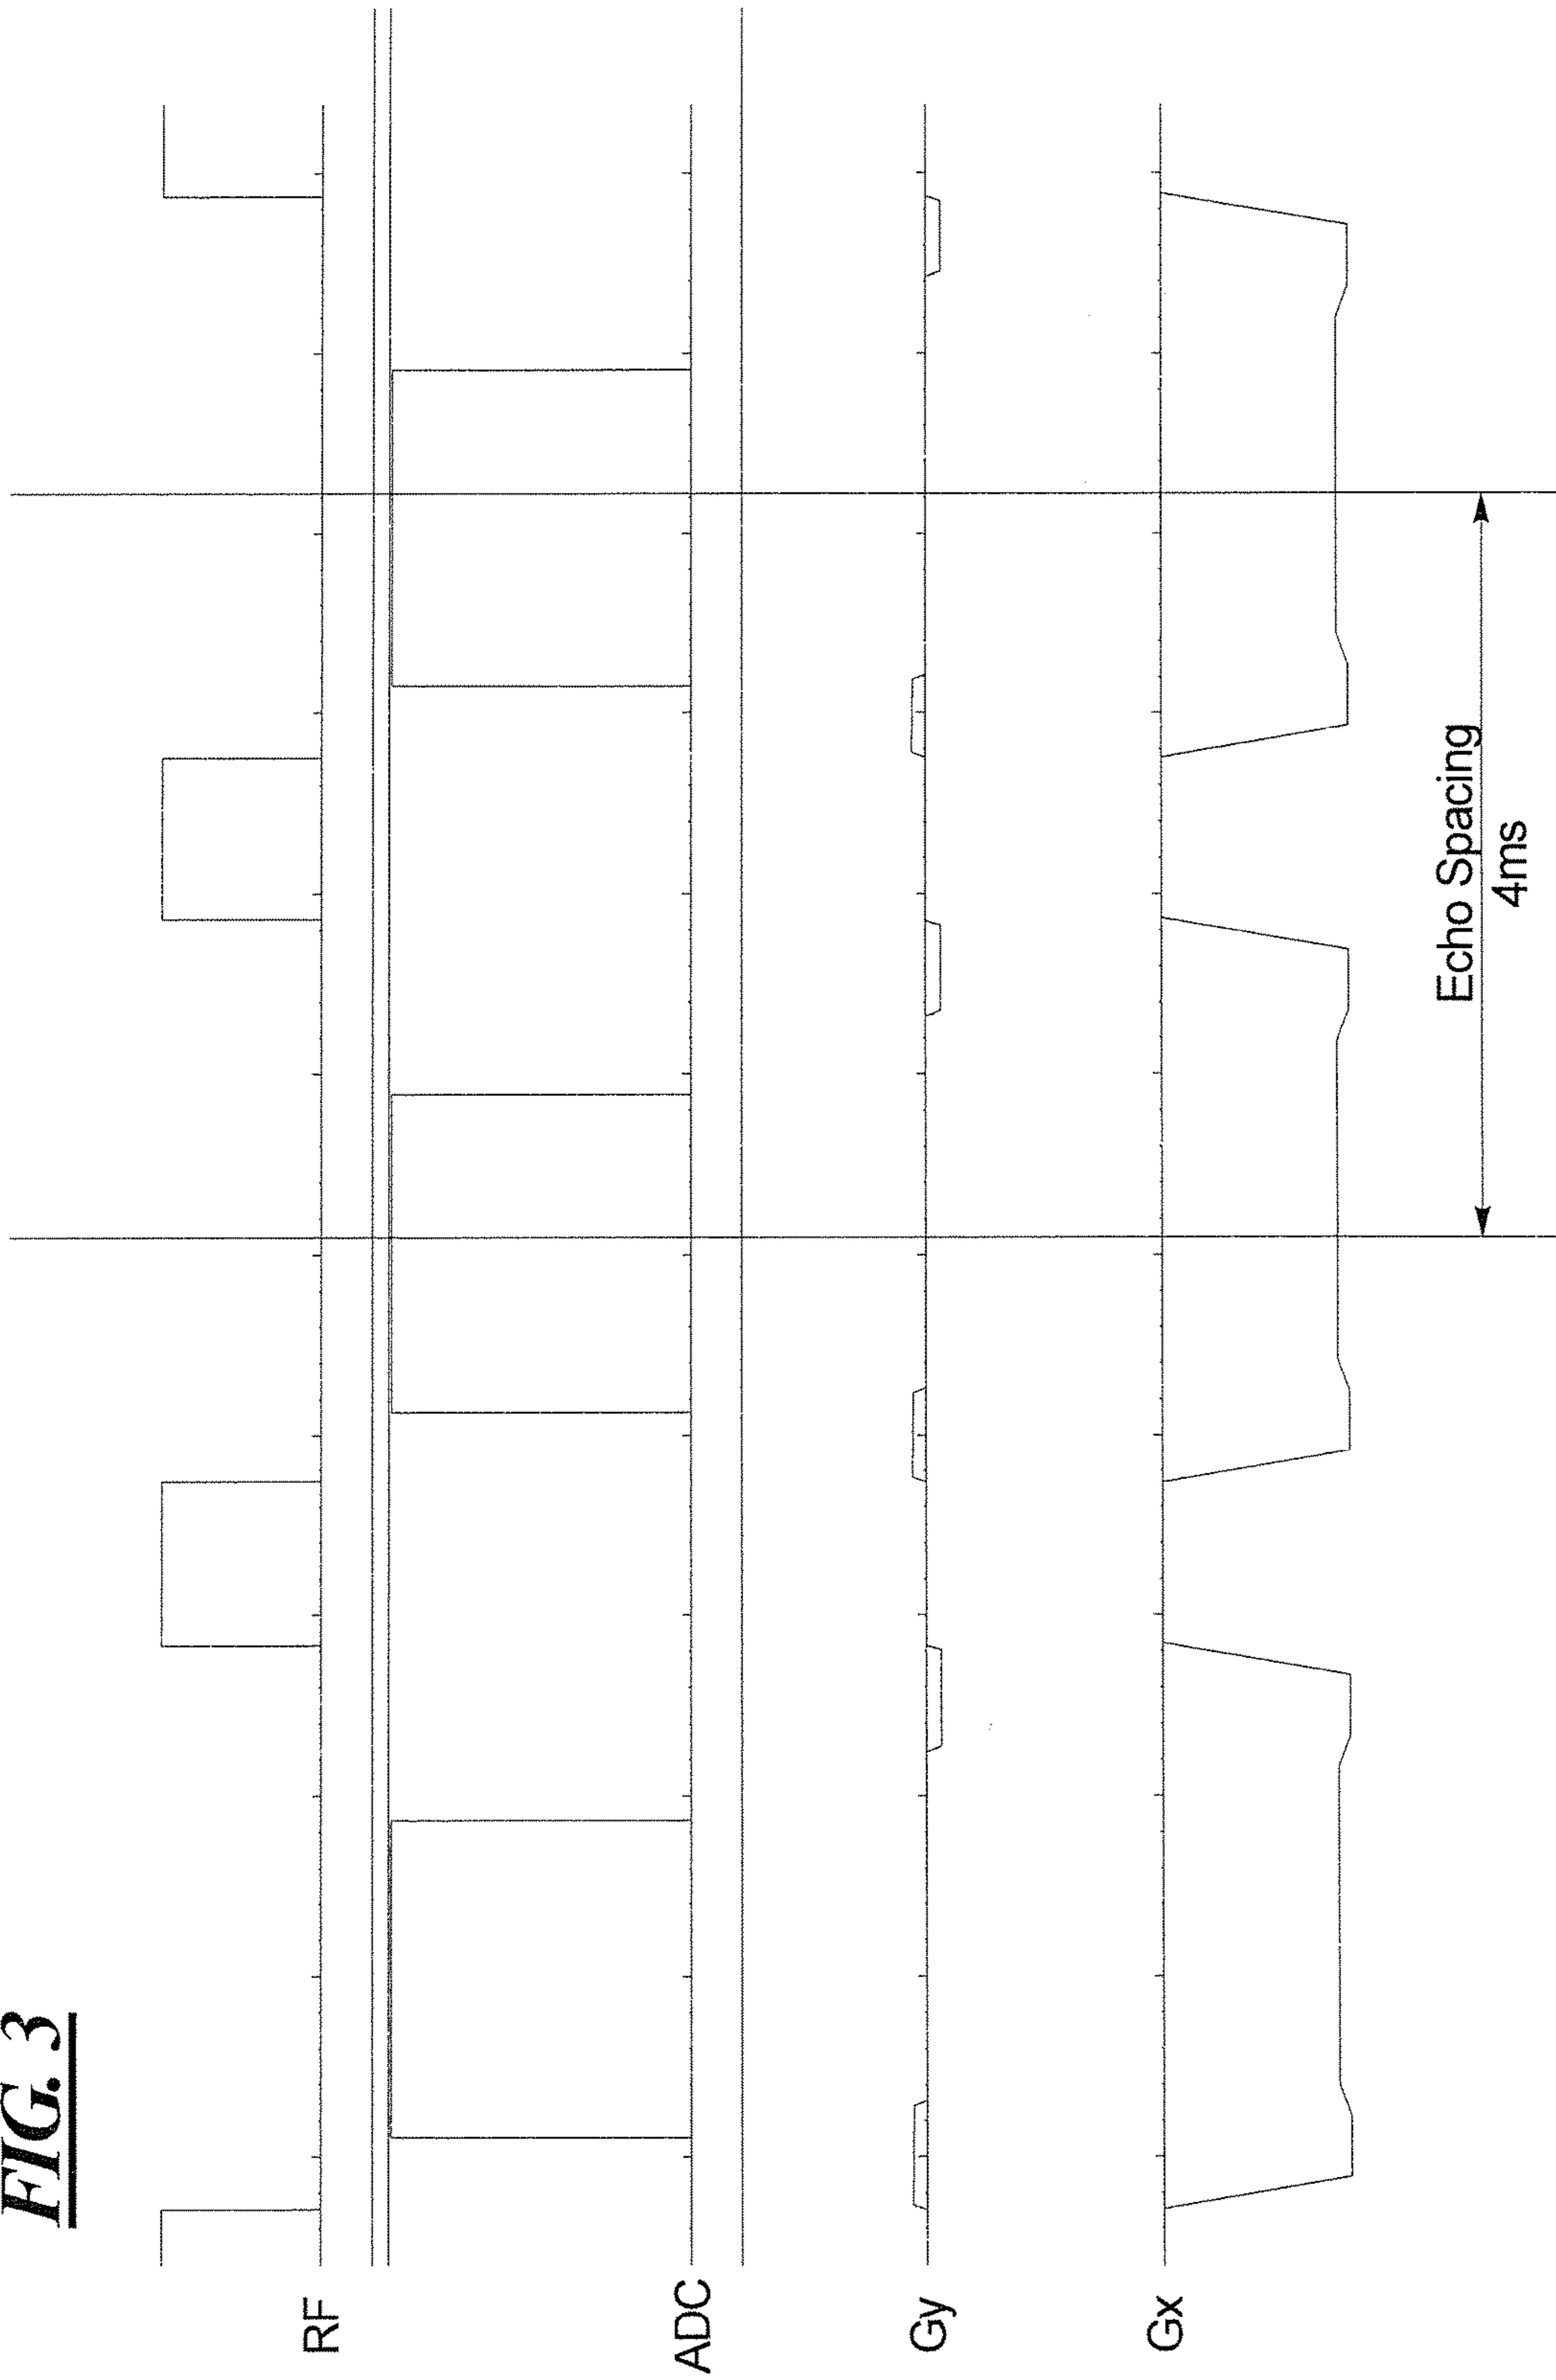 FIG. 3
RF
ADC
Gy
Gx
Echo Spacing
4ms